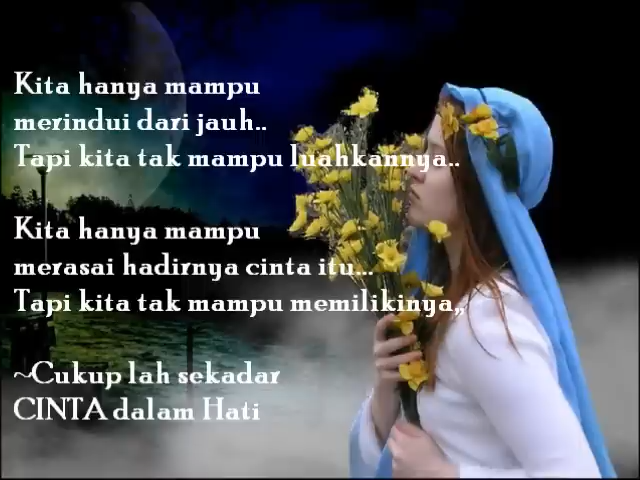 Kita hanya mampu
merindui dari jauh..
Tapi kita tak mampu luahkannya..
Kita hanya mampu
merasai hadirnya cinta itu...
Tapi kita tak mampu memilikinya,,
~Cukup lah sekadar
CINTA dalam Hati